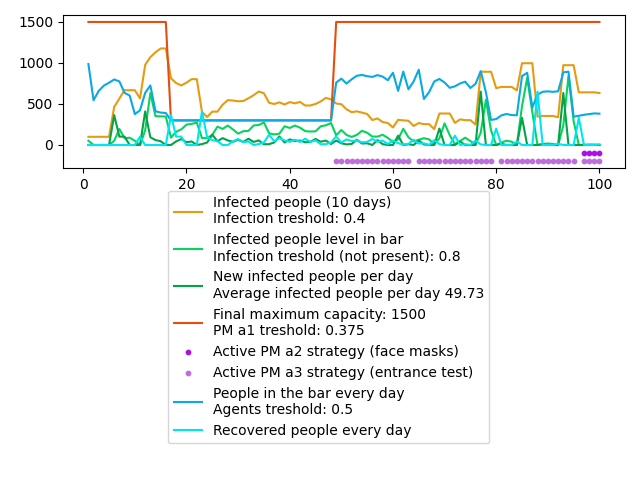 1500
1000
500
0
0
20
40
60
80
100
Infected people (10 days)
Infection treshold: 0.4
Infected people level in bar
Infection treshold (not present): 0.8
New infected people per day
Average infected people per day 49.73
Final maximum capacity: 1500
PM a1 treshold: 0.375
Active PM a2 strategy (face masks)
Active PM a3 strategy (entrance test)
People in the bar every day
Agents treshold: 0.5
Recovered people every day